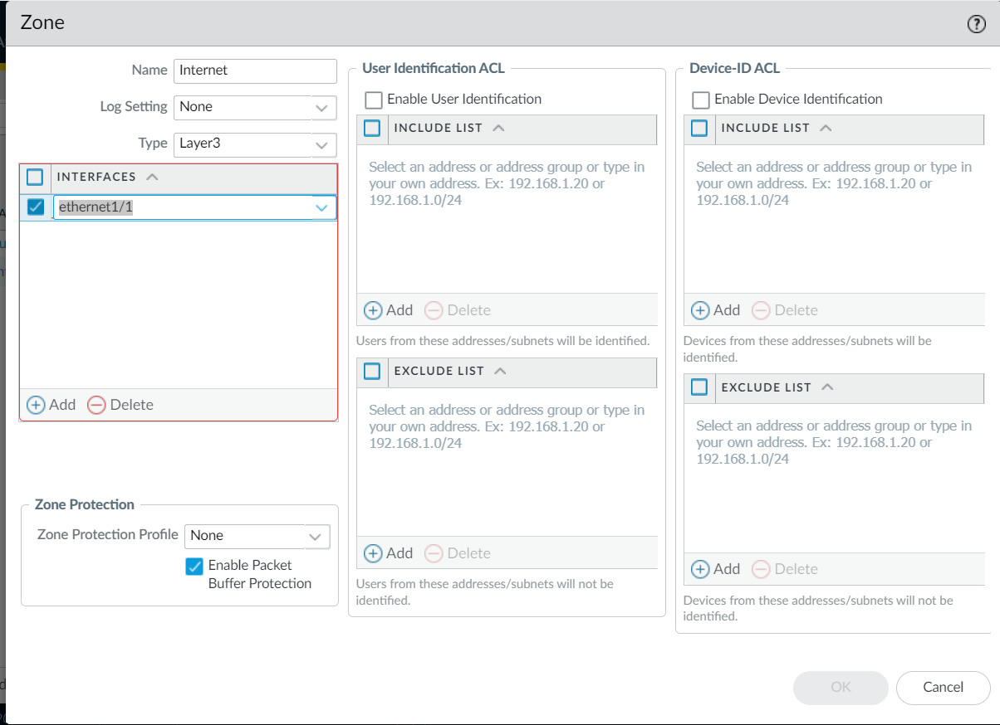 Zone
Name Internet
Log Setting None
Type Layer3
INTERFACES
ethernet1/1
Add Delete
Zone Protection
Zone Protection Profile None
Enable Packet
Buffer Protection
User Identification ACL
Enable User Identification
INCLUDE LIST
Select an address or address group or type in
your own address. Ex: 192.168.1.20 or
192.168.1.0/24
Add Delete
Users from these addresses/subnets will be identified.
EXCLUDE LIST
Select an address or address group or type in
your own address. Ex: 192.168.1.20 or
192.168.1.0/24
Add Delete
Users from these addresses/subnets will not be
identified.
Device-ID ACL
Enable Device Identification
INCLUDE LIST
Select an address or address group or type in
your own address. Ex: 192.168.1.20 or
192.168.1.0/24
Add Delete
Devices from these addresses/subnets will be
identified.
EXCLUDE LIST
Select an address or address group or type in
your own address. Ex: 192.168.1.20 or
192.168.1.0/24
Add Delete
Devices from these addresses/subnets will not be
identified.
OK Cancel